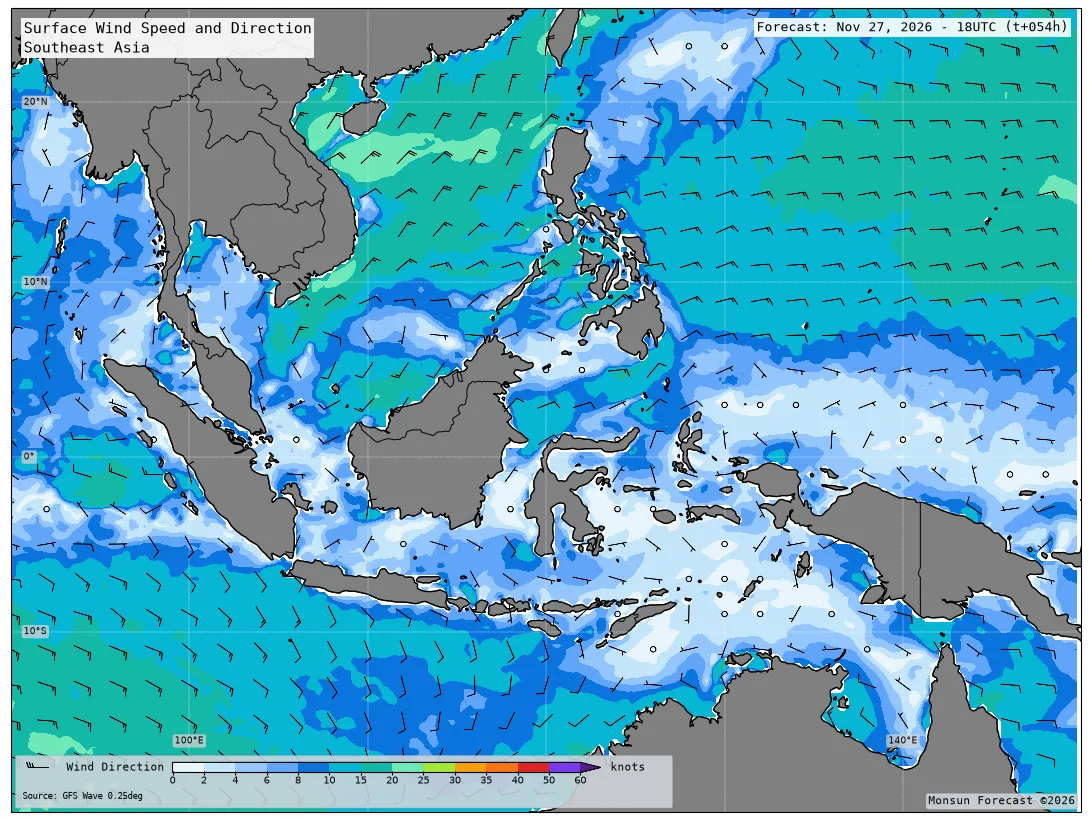 Surface Wind Speed and Direction
Southeast Asia
Forecast: Nov 27, 2026 - 18UTC (t+054h)
20°N
10°N
0°
10°S
100°E
140°E
Wind Direction
0 2 4 6 8 10 15 20 25 30 35 40 50 60
knots
Source: GFS Wave 0.25deg
Monsun Forecast ©2026